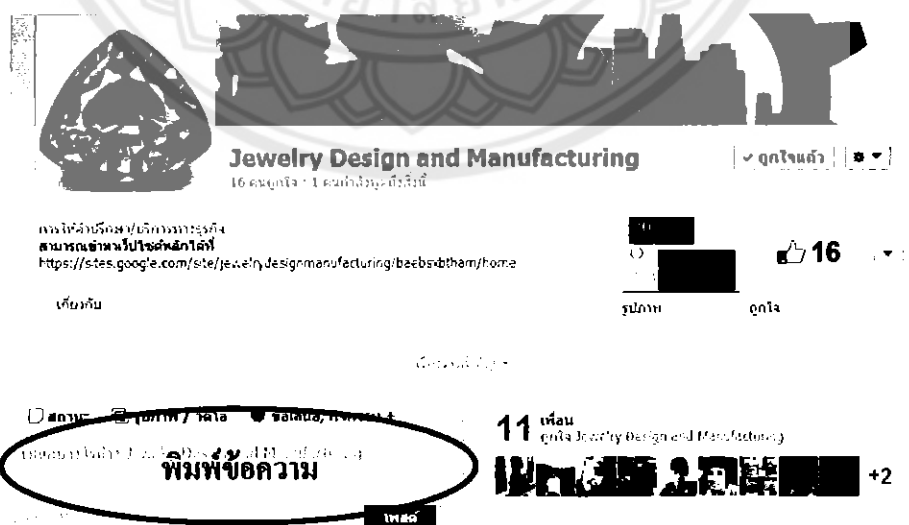 Jewelry Design and Manufacturing
✓ ถูกใจแล้ว
16 คนถูกใจ · 1 คนกำลังพูดถึงสิ่งนี้
การให้คำปรึกษา/บริการทางธุรกิจ
สามารถเข้ามาเว็ปไซต์หลักได้ที่
https://sites.google.com/site/jewelrydesignmanufacturing/baebsxbtham/home
16
เกี่ยวกับ
รูปภาพ
ถูกใจ
สถานะ
รูปภาพ / วิดีโอ
11 เพื่อน
ถูกใจ Jewelry Design and Manufacturing
พิมพ์ข้อความ
+2
โพสต์